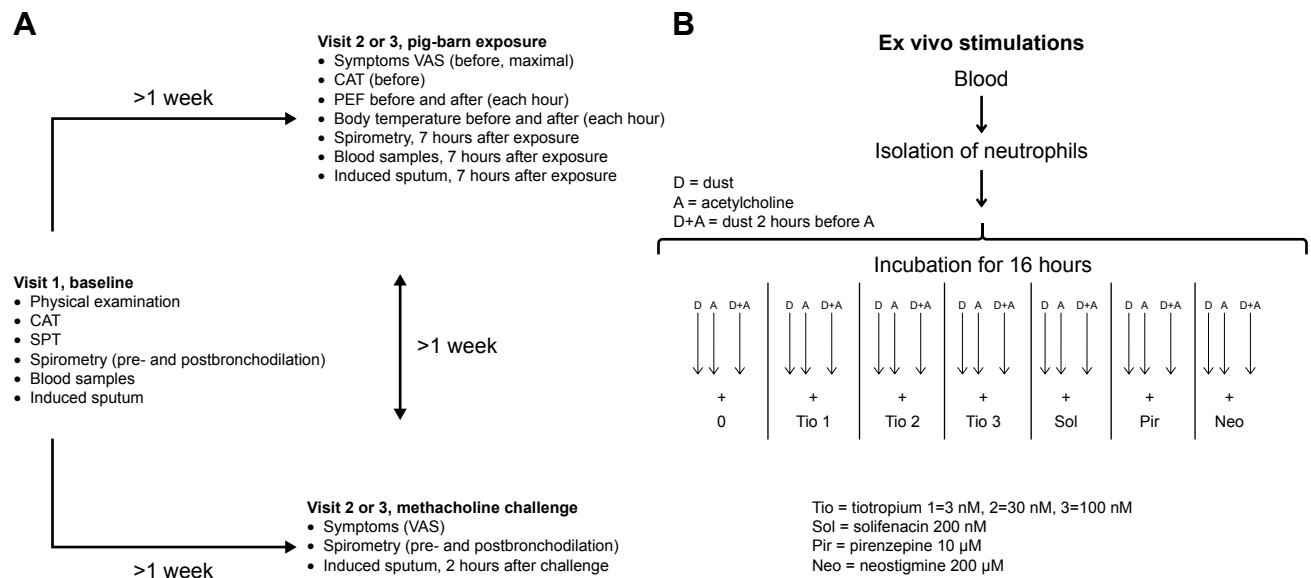 A
Visit 2 or 3, pig-barn exposure
• Symptoms VAS (before, maximal)
• CAT (before)
• PEF before and after (each hour)
• Body temperature before and after (each hour)
• Spirometry, 7 hours after exposure
• Blood samples, 7 hours after exposure
• Induced sputum, 7 hours after exposure
>1 week
Visit 1, baseline
• Physical examination
• CAT
• SPT
• Spirometry (pre- and postbronchodilation)
• Blood samples
• Induced sputum
>1 week
Visit 2 or 3, methacholine challenge
• Symptoms (VAS)
• Spirometry (pre- and postbronchodilation)
• Induced sputum, 2 hours after challenge
>1 week
B
Ex vivo stimulations
Blood
Isolation of neutrophils
D = dust
A = acetylcholine
D+A = dust 2 hours before A
Incubation for 16 hours
D A D+A D A D+A D A D+A D A D+A D A D+A D A D+A D A D+A
+ + + + + + +
0 Tio 1 Tio 2 Tio 3 Sol Pir Neo
Tio = tiotropium 1=3 nM, 2=30 nM, 3=100 nM
Sol = solifenacin 200 nM
Pir = pirenzepine 10 µM
Neo = neostigmine 200 µM